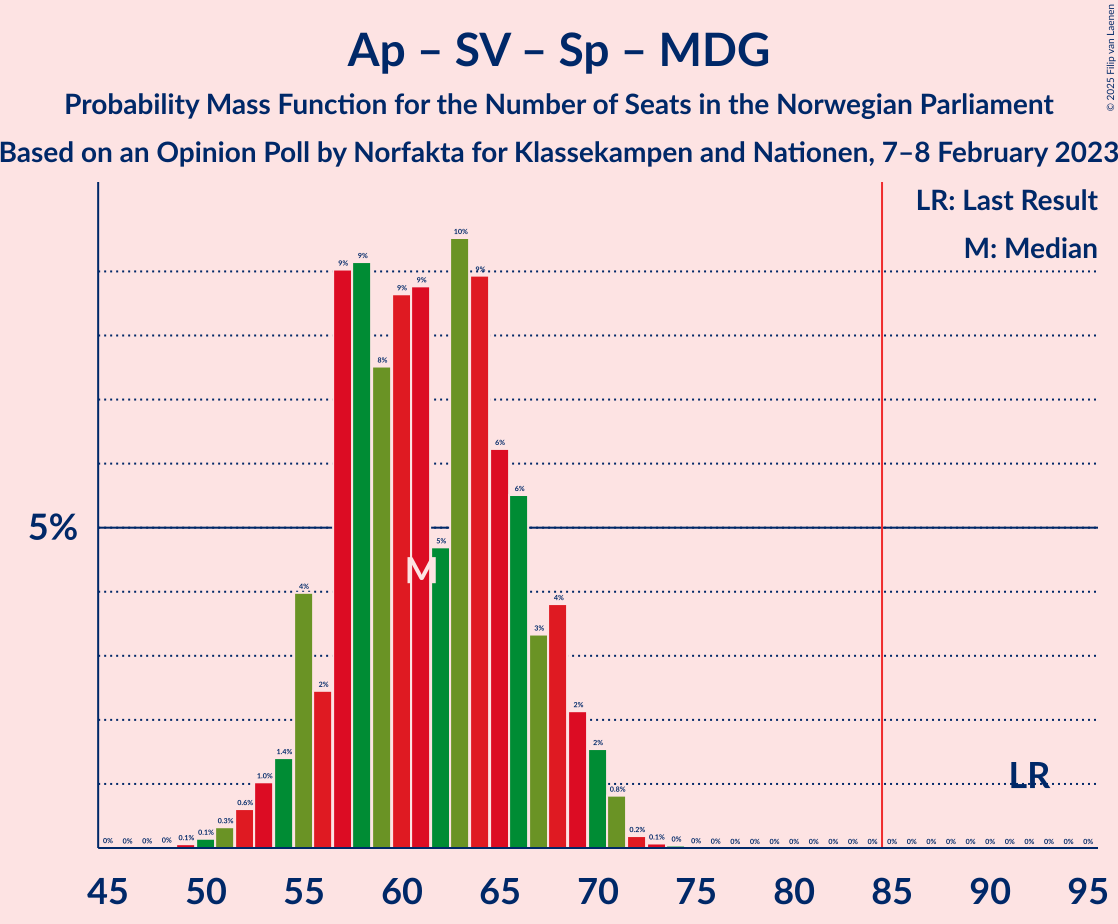 Ap – SV – Sp – MDG
Probability Mass Function for the Number of Seats in the Norwegian Parliament
Based on an Opinion Poll by Norfakta for Klassekampen and Nationen, 7–8 February 2023
© 2025 Filip van Laenen
LR: Last Result
M: Median
5%
0% 0% 0% 0% 0.1% 0.1% 0.3% 0.6% 1.0% 1.4% 4% 2% 9% 9% 8% 9% 9% 5% 10% 9% 6% 6% 3% 4% 2% 2% 0.8% 0.2% 0.1% 0% 0% 0% 0% 0% 0% 0% 0% 0% 0% 0% 0% 0% 0% 0% 0% 0% 0% 0% 0% 0% 0%
M
LR
45 50 55 60 65 70 75 80 85 90 95